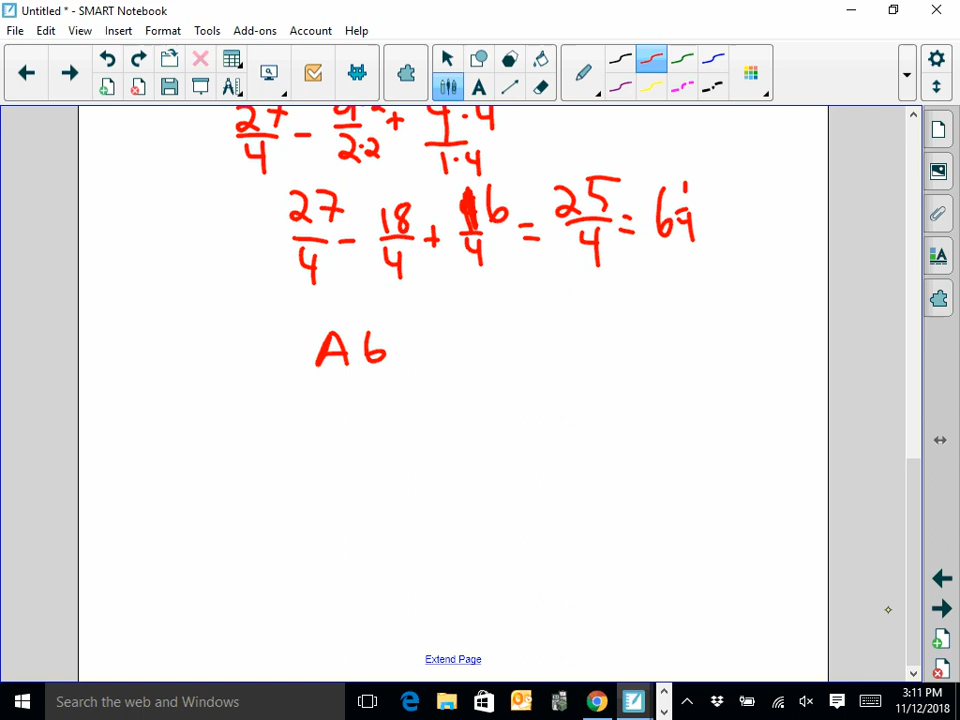 Untitled * - SMART Notebook
File Edit View Insert Format Tools Add-ons Account Help
27/4 - 9·2/2·2 + 4·4/1·4
27/4 - 18/4 + 16/4 = 25/4 = 6 1/4
A b
Extend Page
Search the web and Windows
3:11 PM
11/12/2018